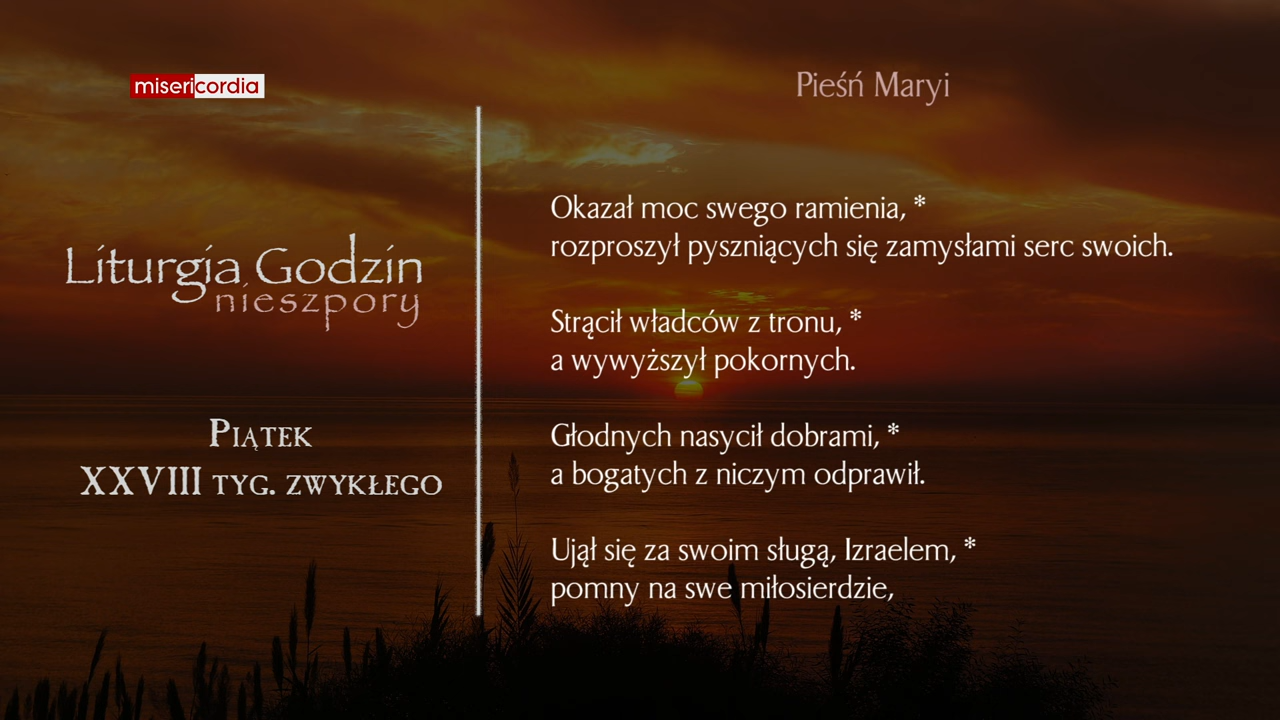 misericordia
Liturgia Godzin
nieszpory
Piątek
XXVIII tyg. zwykłego
Pieśń Maryi
Okazał moc swego ramienia, *
rozproszył pyszniących się zamysłami serc swoich.
Strącił władców z tronu, *
a wywyższył pokornych.
Głodnych nasycił dobrami, *
a bogatych z niczym odprawił.
Ujął się za swoim sługą, Izraelem, *
pomny na swe miłosierdzie,